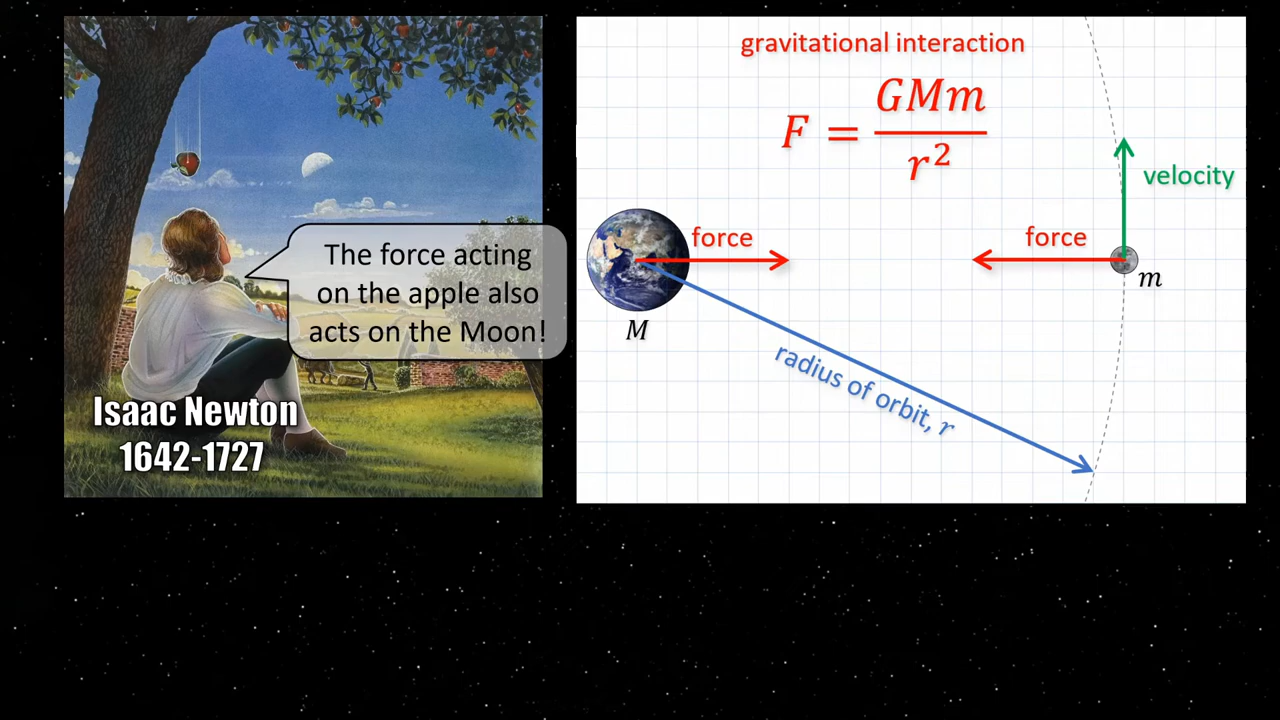 The force acting
on the apple also
acts on the Moon!
Isaac Newton
1642-1727
gravitational interaction
F = GMm / r²
velocity
force
force
m
M
radius of orbit, r